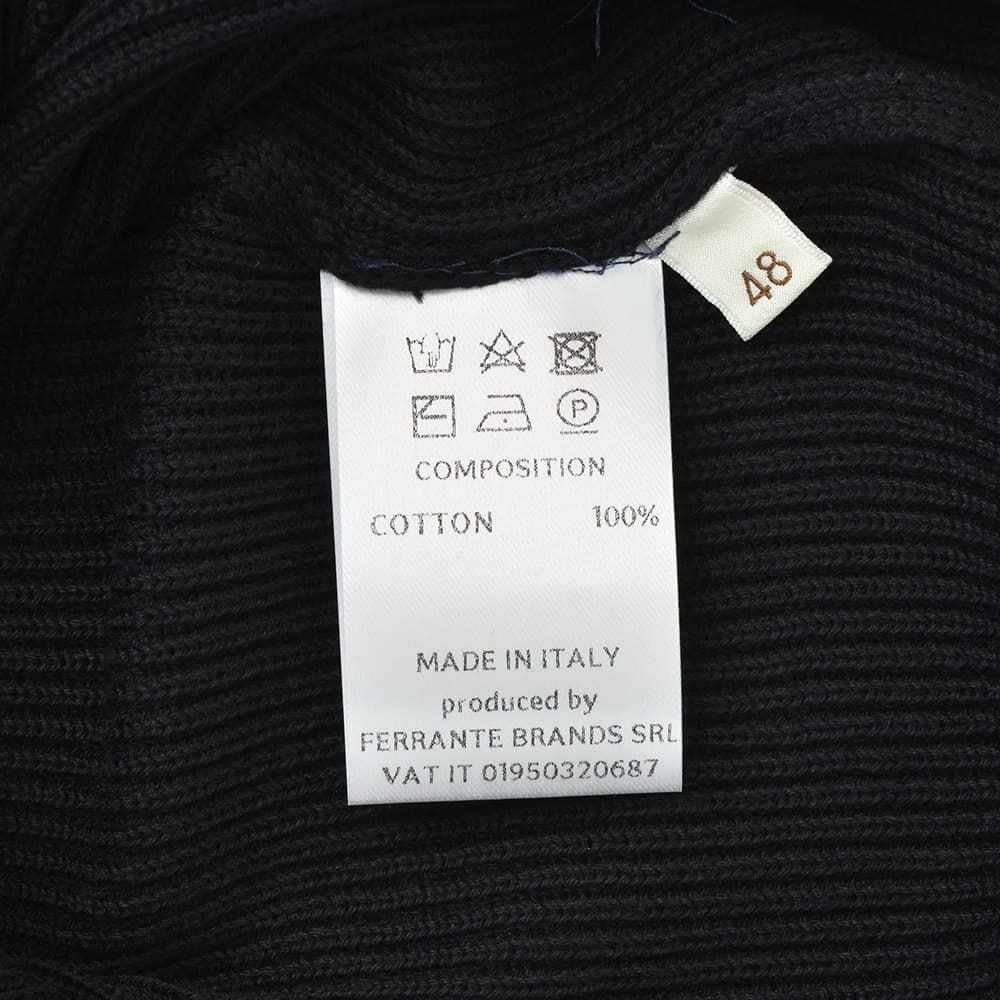 48
P
COMPOSITION
COTTON 100%
MADE IN ITALY
produced by
FERRANTE BRANDS SRL
VAT IT 01950320687